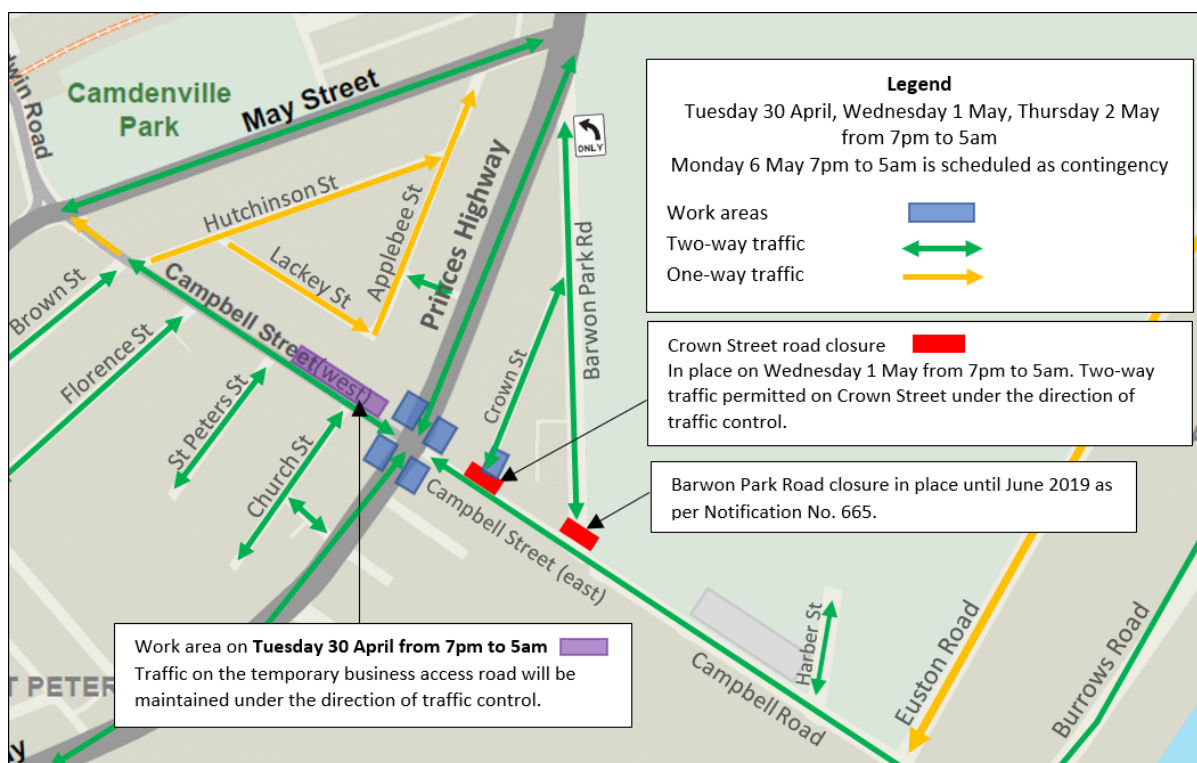 dwin Road
Camdenville
Park
May Street
Hutchinson St
Lackey St
Applebee St
Princes Highway
ONLY
Barwon Park Rd
Crown St
Brown St
Florence St
Campbell Street(west)
St Peters St
Church St
Campbell Street (east)
Campbell Road
Harber St
Euston Road
Burrows Road
T PETER
ay
Legend
Tuesday 30 April, Wednesday 1 May, Thursday 2 May
from 7pm to 5am
Monday 6 May 7pm to 5am is scheduled as contingency
Work areas
Two-way traffic
One-way traffic
Crown Street road closure
In place on Wednesday 1 May from 7pm to 5am. Two-way
traffic permitted on Crown Street under the direction of
traffic control.
Barwon Park Road closure in place until June 2019 as
per Notification No. 665.
Work area on Tuesday 30 April from 7pm to 5am
Traffic on the temporary business access road will be
maintained under the direction of traffic control.